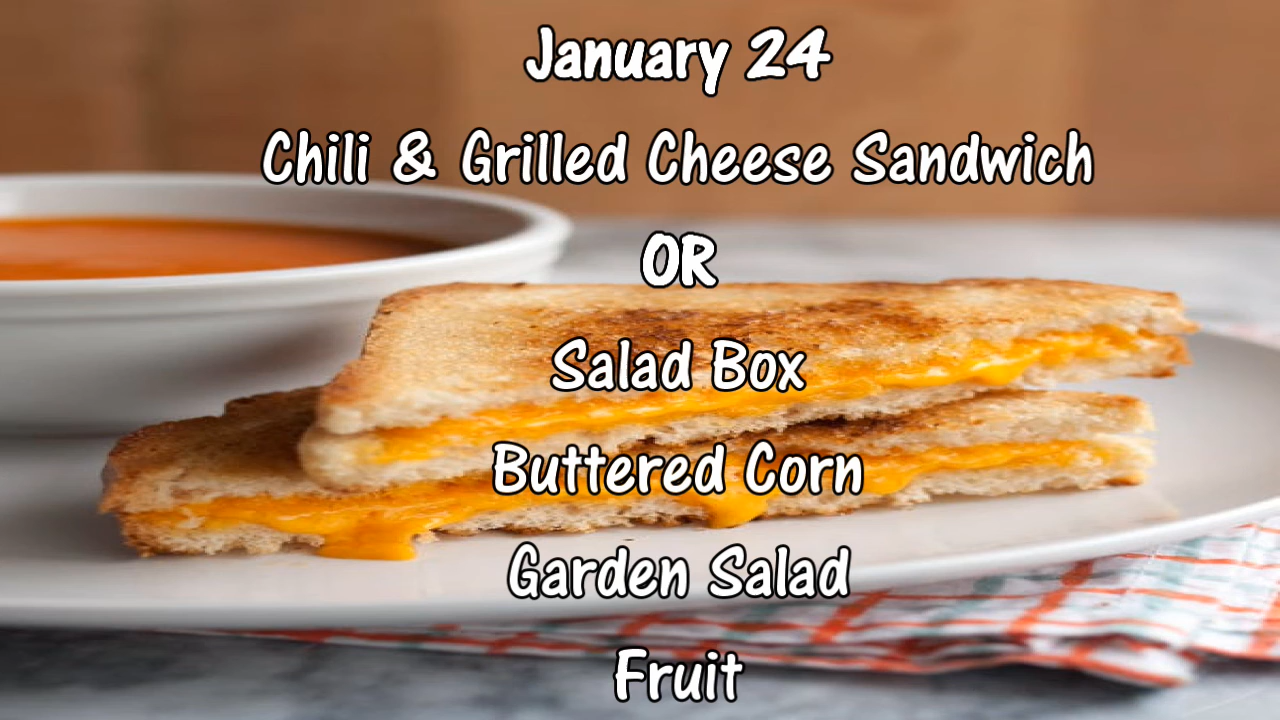 January 24
Chili & Grilled Cheese Sandwich
OR
Salad Box
Buttered Corn
Garden Salad
Fruit